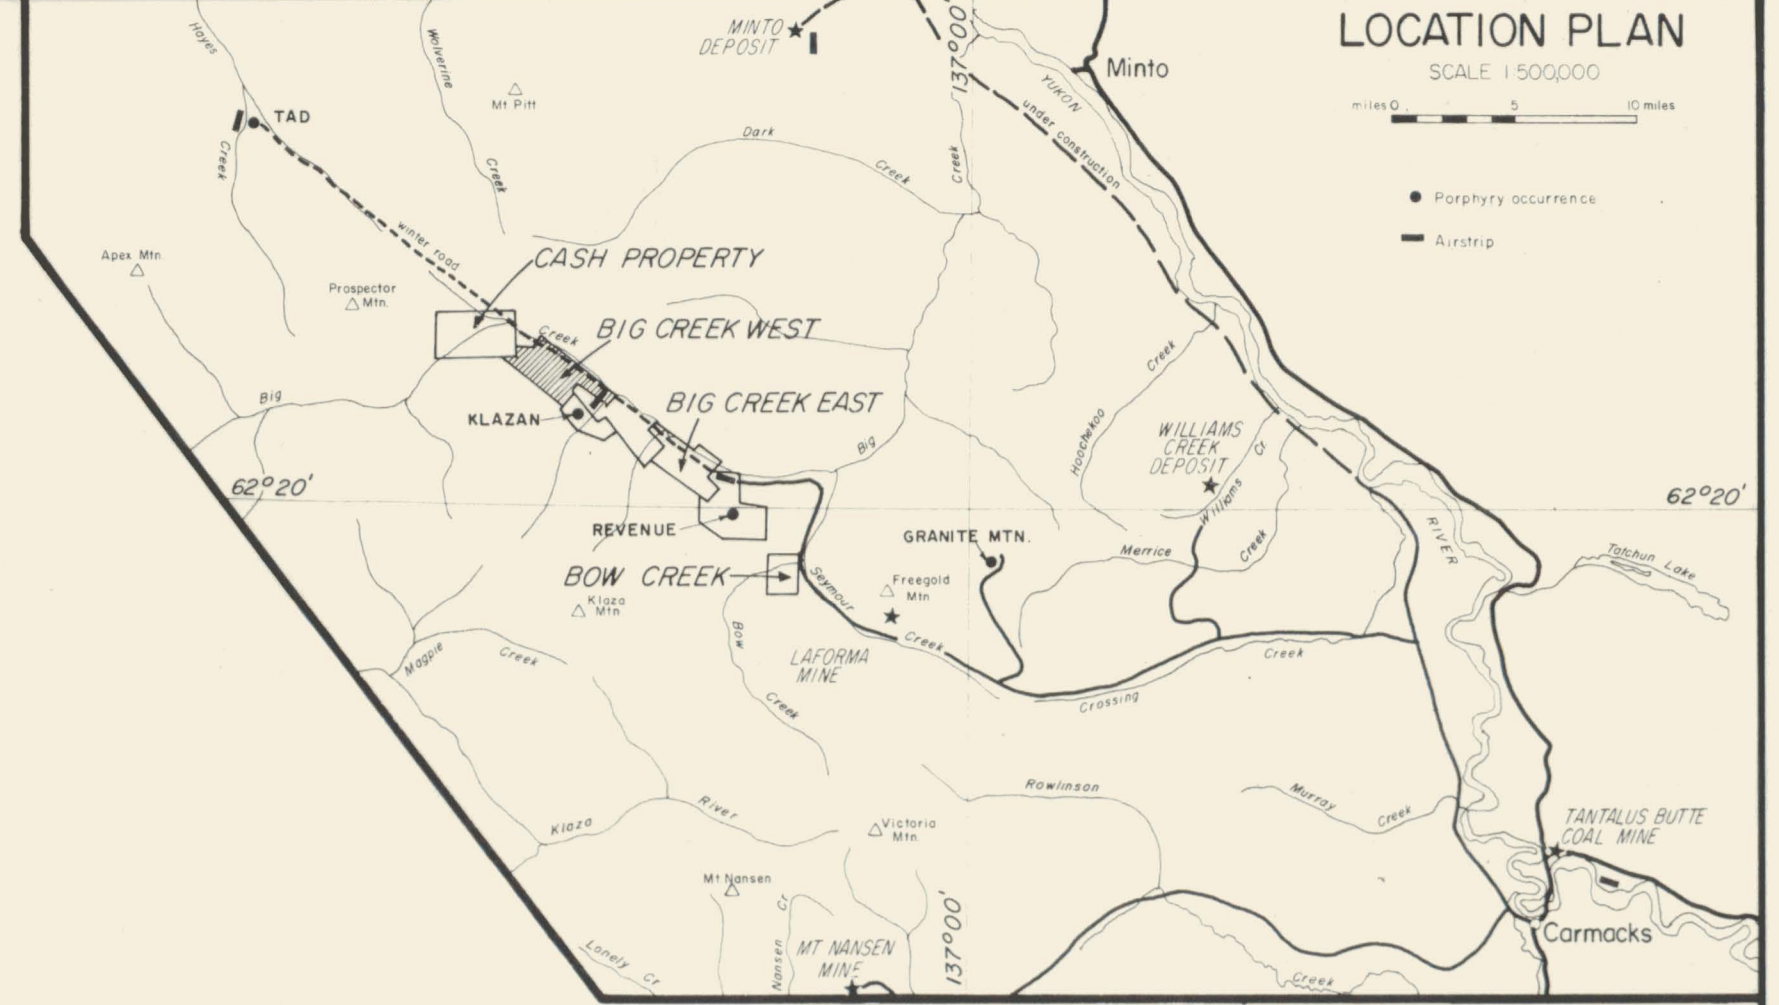 LOCATION PLAN
SCALE 1:500,000
miles 0 5 10 miles
Porphyry occurrence
Airstrip
MINTO
DEPOSIT
137°00'
Minto
YUKON
under construction
Hayes
Creek
Wolverine
Creek
Mt Pitt
TAD
Dark
Creek
Creek
winter road
Apex Mtn.
Prospector
Mtn.
CASH PROPERTY
Creek
BIG CREEK WEST
BIG CREEK EAST
KLAZAN
Big
Big
Hoochekoo
Creek
WILLIAMS
CREEK
DEPOSIT
Williams
Cr
62°20'
62°20'
REVENUE
GRANITE MTN.
Merrice
Creek
RIVER
Tatchun Lake
BOW CREEK
Seymour
Creek
Freegold
Mtn
Klaza
Mtn
Bow
Creek
LAFORMA
MINE
Magpie
Creek
Crossing
Creek
Klaza
River
Rowlinson
Creek
Murray
Creek
Victoria
Mtn.
Mt Nansen
TANTALUS BUTTE
COAL MINE
Carmacks
Nansen
Cr
MT NANSEN
MINE
137°00'
Lonely Cr